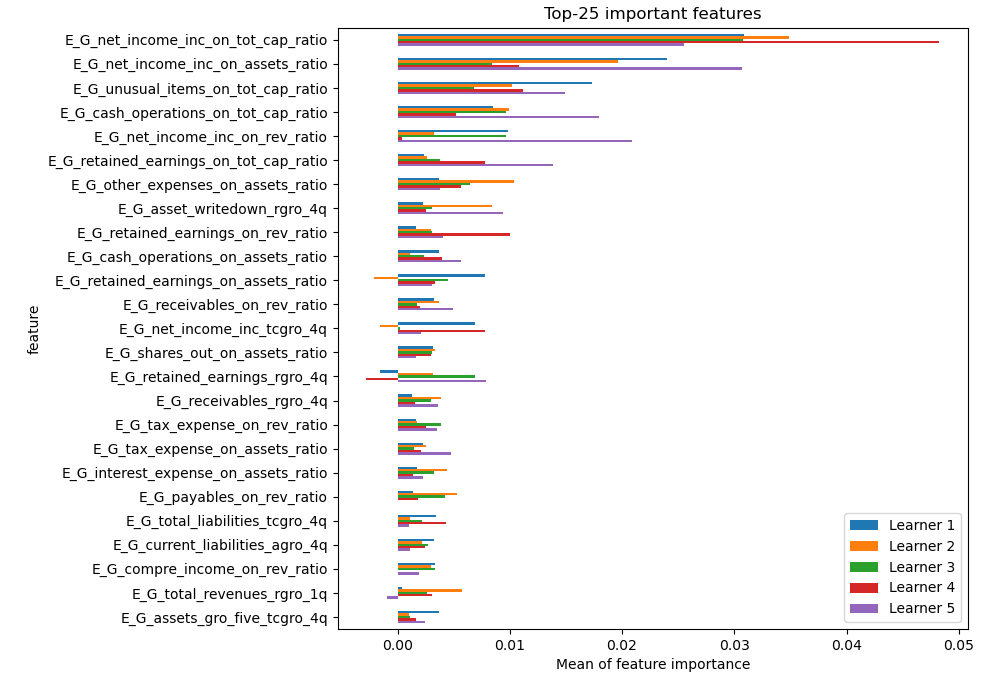 Top-25 important features
E_G_net_income_inc_on_tot_cap_ratio
E_G_net_income_inc_on_assets_ratio
E_G_unusual_items_on_tot_cap_ratio
E_G_cash_operations_on_tot_cap_ratio
E_G_net_income_inc_on_rev_ratio
E_G_retained_earnings_on_tot_cap_ratio
E_G_other_expenses_on_assets_ratio
E_G_asset_writedown_rgro_4q
E_G_retained_earnings_on_rev_ratio
E_G_cash_operations_on_assets_ratio
E_G_retained_earnings_on_assets_ratio
E_G_receivables_on_rev_ratio
E_G_net_income_inc_tcgro_4q
E_G_shares_out_on_assets_ratio
E_G_retained_earnings_rgro_4q
E_G_receivables_rgro_4q
E_G_tax_expense_on_rev_ratio
E_G_tax_expense_on_assets_ratio
E_G_interest_expense_on_assets_ratio
E_G_payables_on_rev_ratio
E_G_total_liabilities_tcgro_4q
E_G_current_liabilities_agro_4q
E_G_compre_income_on_rev_ratio
E_G_total_revenues_rgro_1q
E_G_assets_gro_five_tcgro_4q
feature
Learner 1
Learner 2
Learner 3
Learner 4
Learner 5
0.00 0.01 0.02 0.03 0.04 0.05
Mean of feature importance